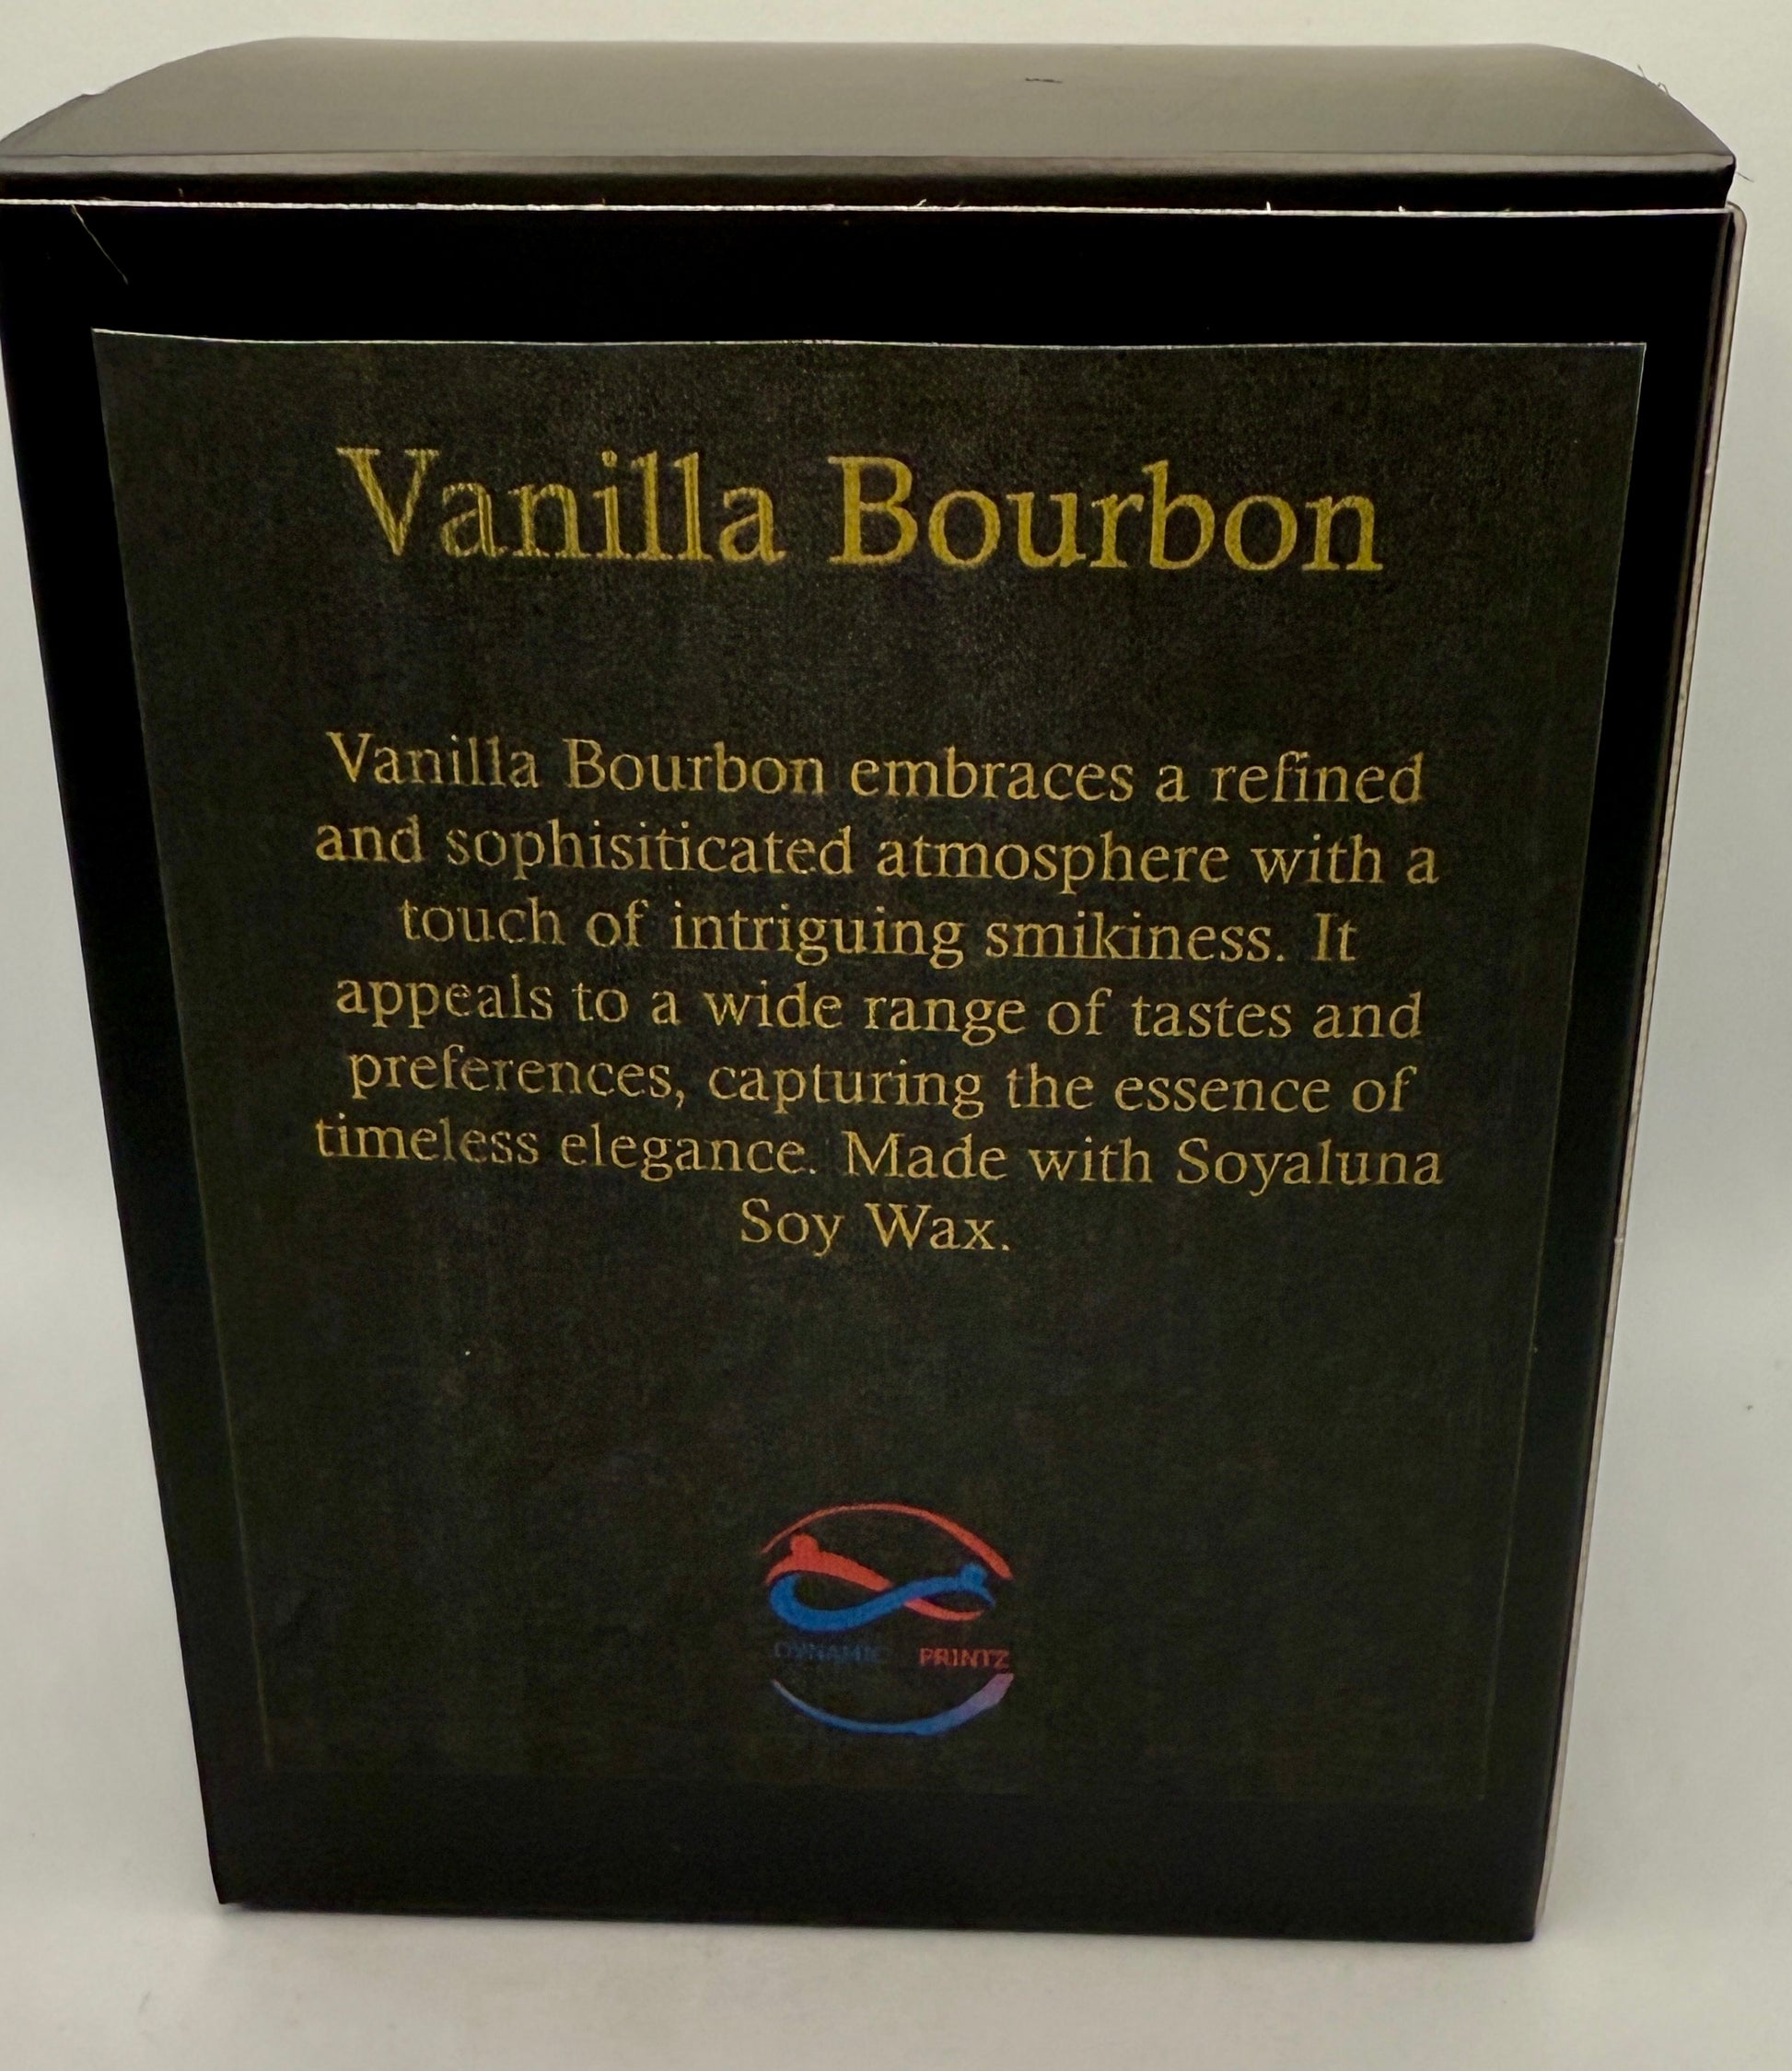 Vanilla Bourbon
Vanilla Bourbon embraces a refined
and sophisiticated atmosphere with a
touch of intriguing smikiness. It
appeals to a wide range of tastes and
preferences, capturing the essence of
timeless elegance. Made with Soyaluna
Soy Wax.
DYNAMIC PRINTZ